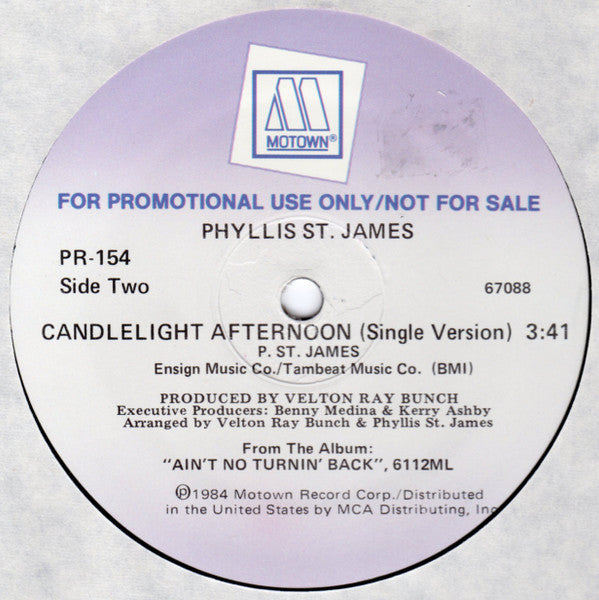 MOTOWN®
FOR PROMOTIONAL USE ONLY/NOT FOR SALE
PHYLLIS ST. JAMES
PR-154
Side Two
67088
CANDLELIGHT AFTERNOON (Single Version) 3:41
P. ST. JAMES
Ensign Music Co./Tambeat Music Co. (BMI)
PRODUCED BY VELTON RAY BUNCH
Executive Producers: Benny Medina & Kerry Ashby
Arranged by Velton Ray Bunch & Phyllis St. James
From The Album:
"AIN'T NO TURNIN' BACK", 6112ML
℗1984 Motown Record Corp./Distributed
in the United States by MCA Distributing, Inc